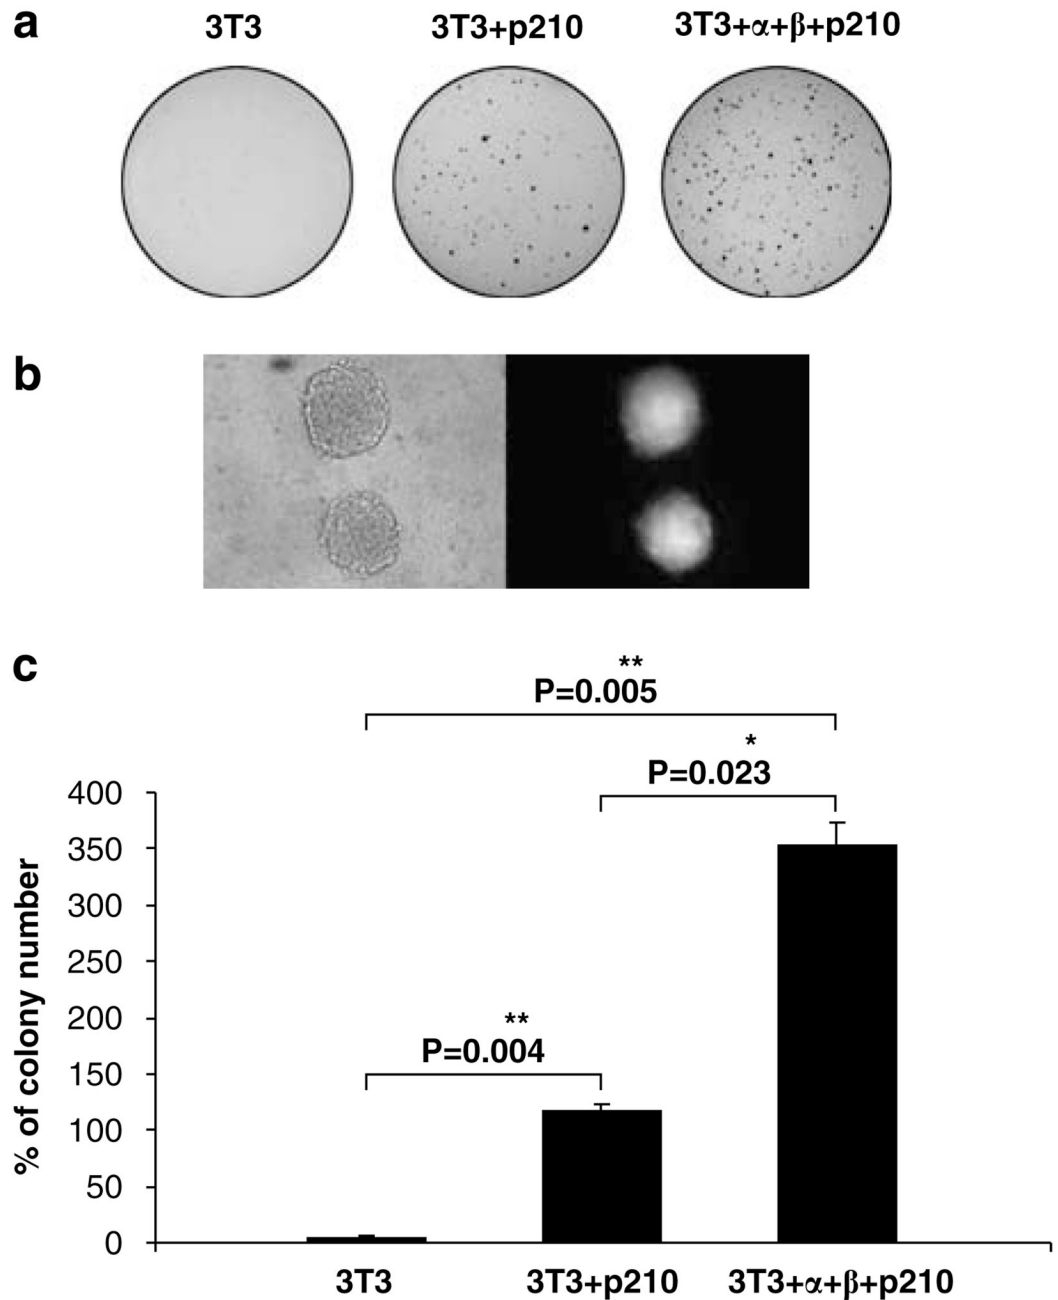 a
3T3 3T3+p210 3T3+α+β+p210
b
c
**
P=0.005
*
P=0.023
400
350
300
250
200
**
P=0.004
150
100
50
0
% of colony number
3T3 3T3+p210 3T3+α+β+p210